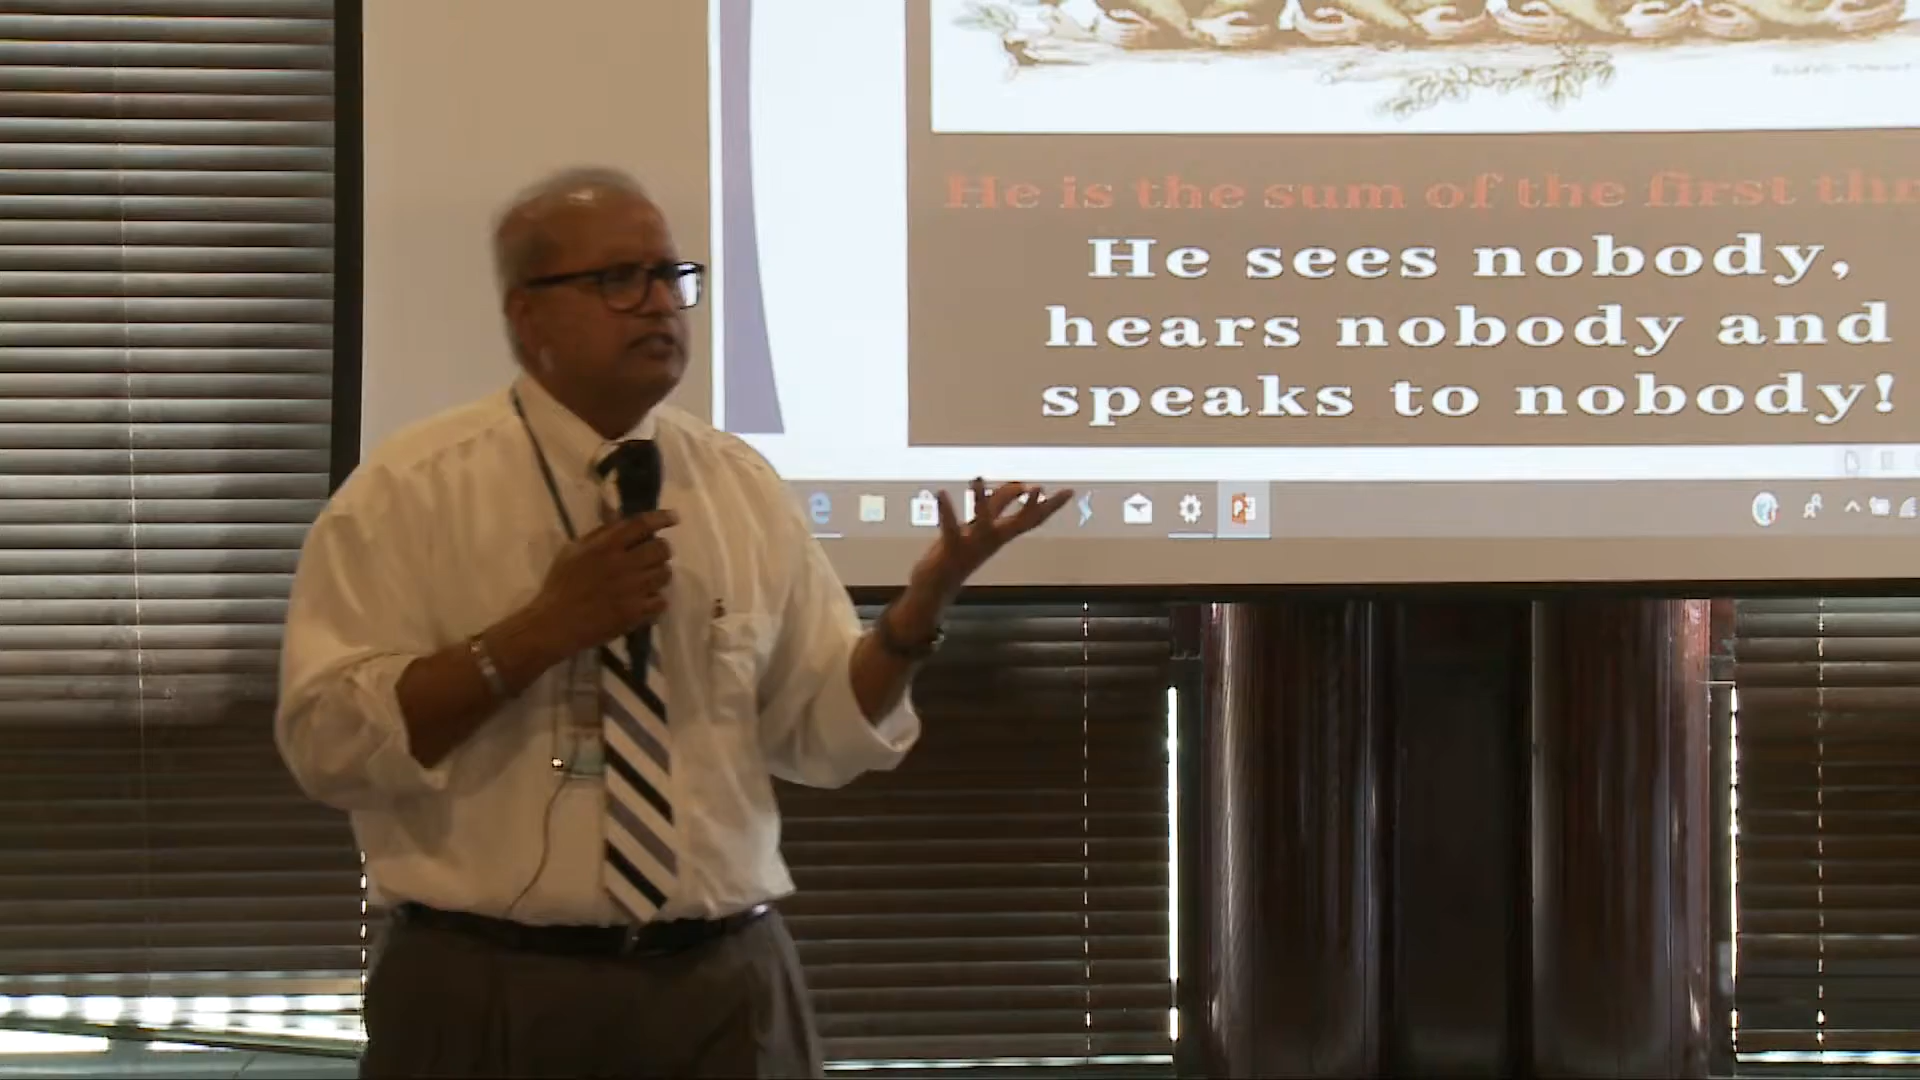 He is the sum of the first
He sees nobody,
hears nobody and
speaks to nobody!